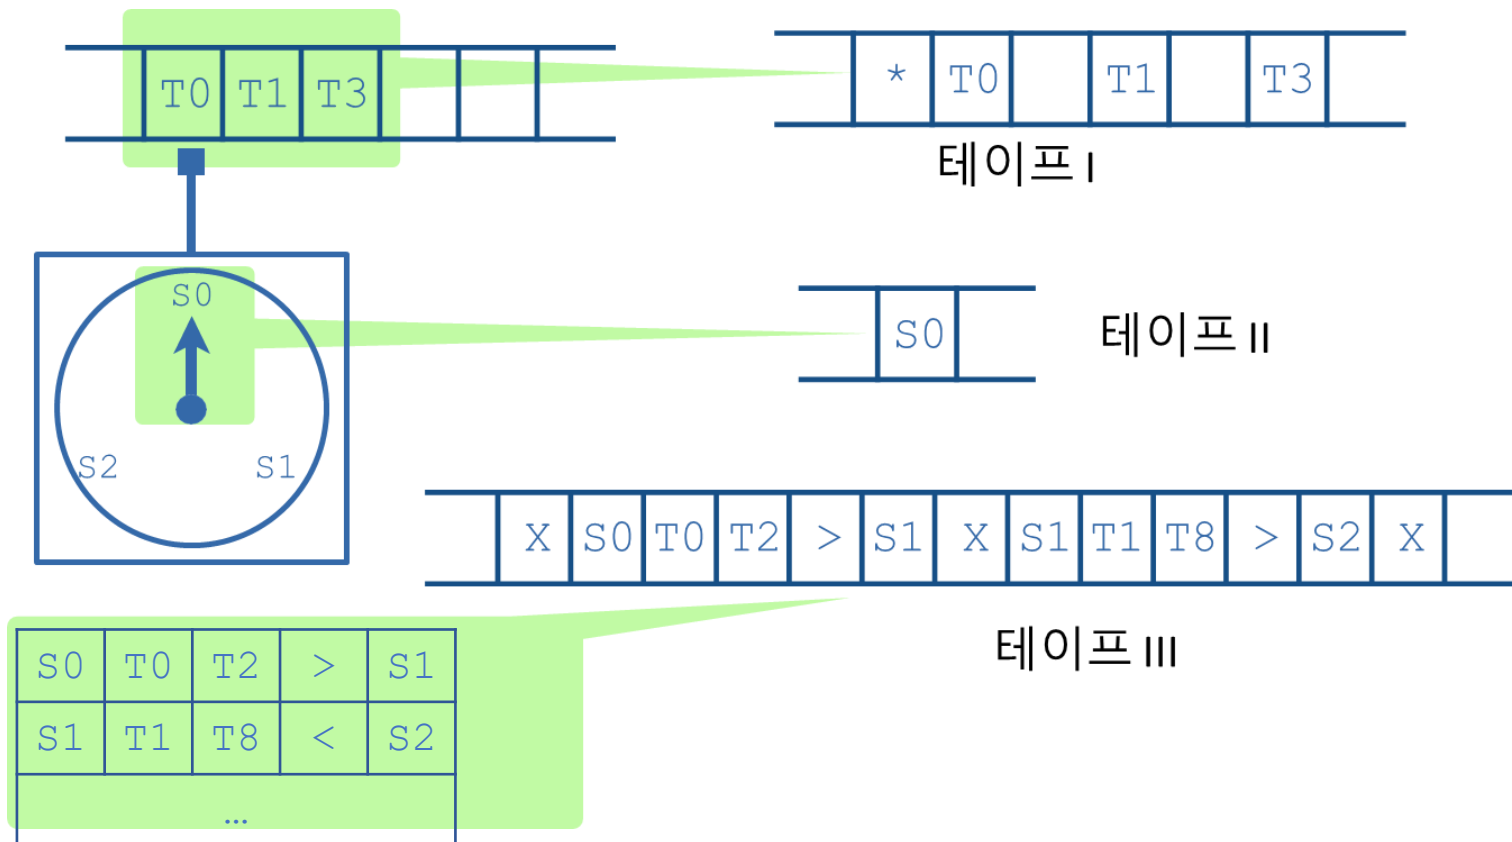 T0 T1 T3
* T0 T1 T3
테이프 I
S0
S2 S1
S0
테이프 II
X S0 T0 T2 > S1 X S1 T1 T8 > S2 X
테이프 III
S0 T0 T2 > S1
S1 T1 T8 < S2
...